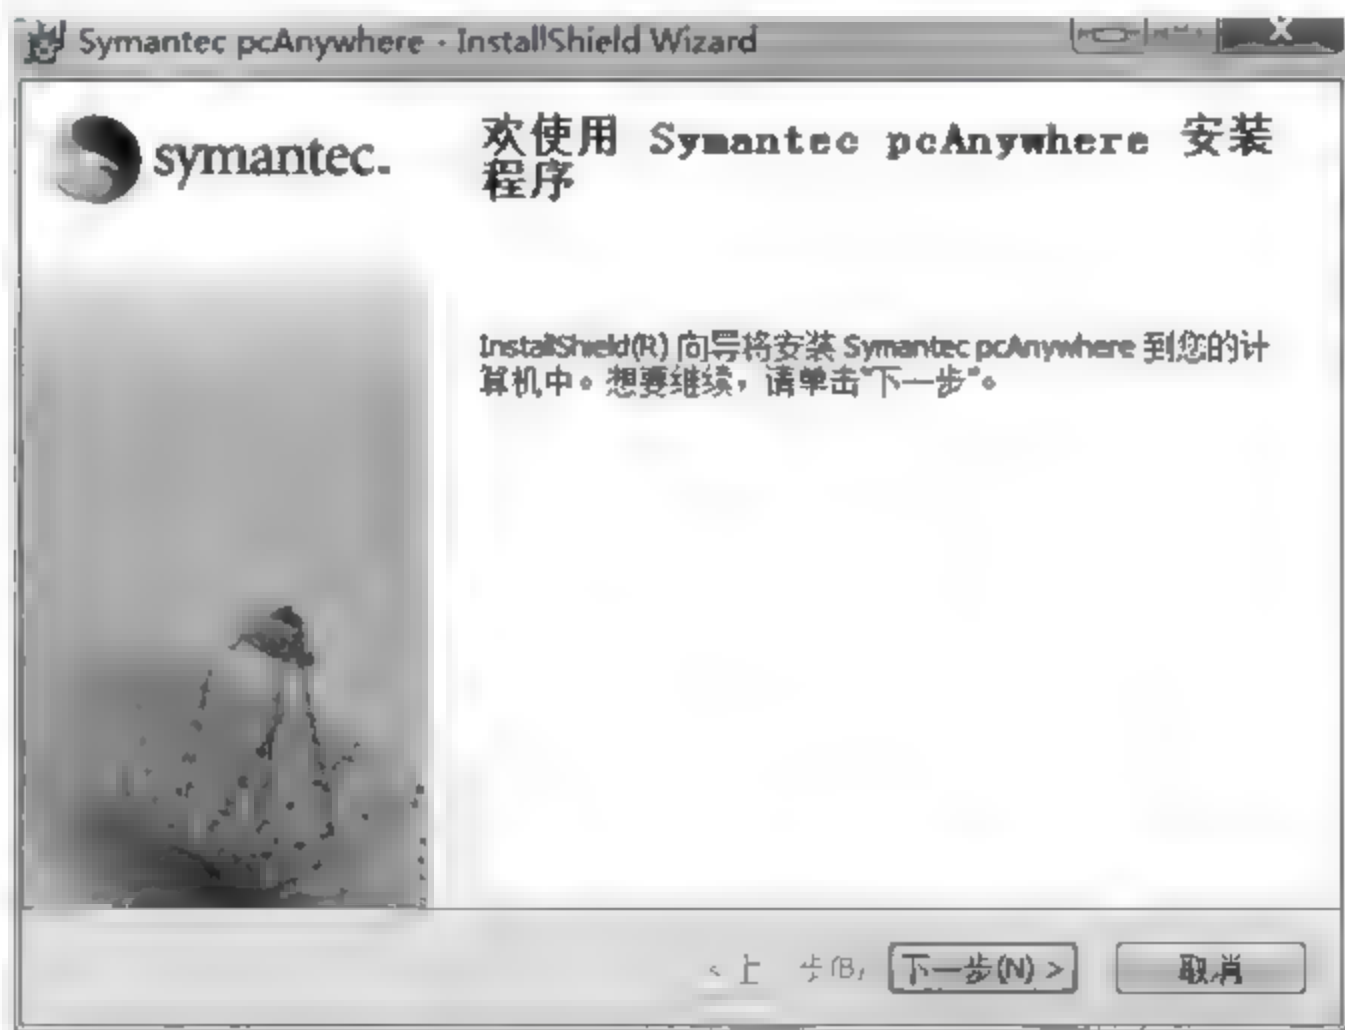 Symantec pcAnywhere - InstallShield Wizard
symantec.
欢使用 Symantec pcAnywhere 安装
程序
InstallShield(R) 向导将安装 Symantec pcAnywhere 到您的计
算机中。想要继续，请单击"下一步"。
< 上 步(B)
下一步(N) >
取消